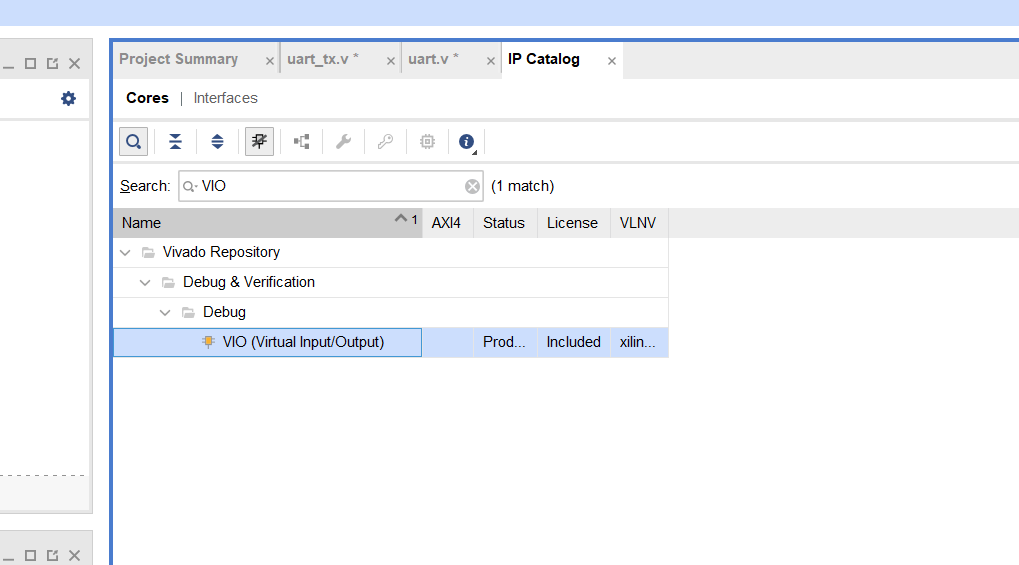 Project Summary × uart_tx.v * × uart.v * × IP Catalog ×
Cores | Interfaces
Search: VIO (1 match)
Name 1 AXI4 Status License VLNV
Vivado Repository
Debug & Verification
Debug
VIO (Virtual Input/Output) Prod... Included xilin...